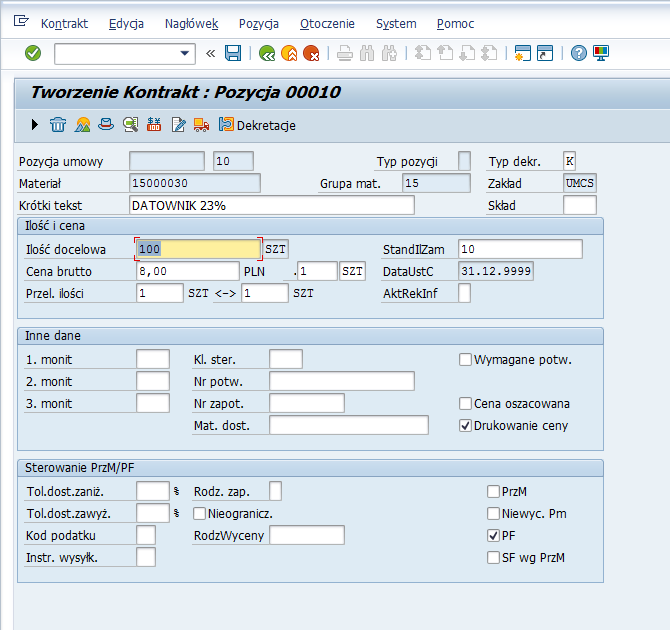 Kontrakt Edycja Nagłówek Pozycja Otoczenie System Pomoc
Tworzenie Kontrakt : Pozycja 00010
Dekretacje
Pozycja umowy 10 Typ pozycji Typ dekr. K
Materiał 15000030 Grupa mat. 15 Zakład UMCS
Krótki tekst DATOWNIK 23% Skład
Ilość i cena
Ilość docelowa 100 SZT StandIlZam 10
Cena brutto 8,00 PLN .1 SZT DataUstC 31.12.9999
Przel. ilości 1 SZT <-> 1 SZT AktRekInf
Inne dane
1. monit Kl. ster. Wymagane potw.
2. monit Nr potw.
3. monit Nr zapot. Cena oszacowana
Mat. dost. Drukowanie ceny
Sterowanie PrzM/PF
Tol.dost.zaniż. % Rodz. zap. PrzM
Tol.dost.zawyż. % Nieogranicz. Niewyc. Pm
Kod podatku RodzWyceny PF
Instr. wysyłk. SF wg PrzM